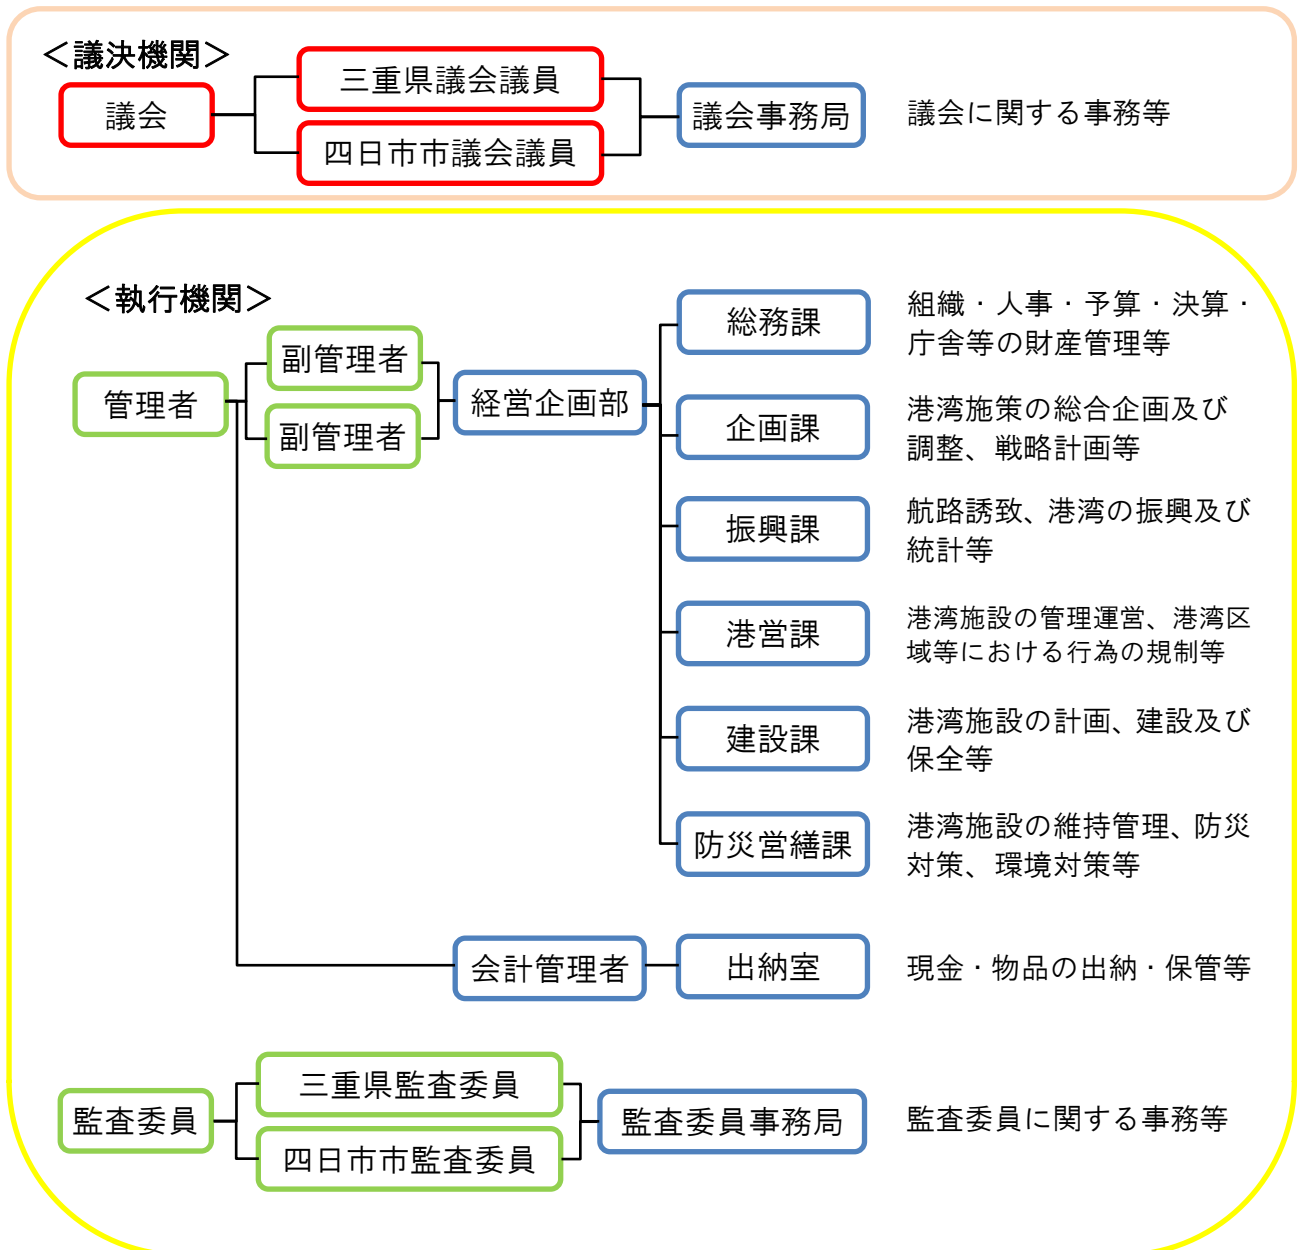 ＜議決機関＞
議会
三重県議会議員
四日市市議会議員
議会事務局
議会に関する事務等
＜執行機関＞
管理者
副管理者
副管理者
経営企画部
総務課
組織・人事・予算・決算・
庁舎等の財産管理等
企画課
港湾施策の総合企画及び
調整、戦略計画等
振興課
航路誘致、港湾の振興及び
統計等
港営課
港湾施設の管理運営、港湾区
域等における行為の規制等
建設課
港湾施設の計画、建設及び
保全等
防災営繕課
港湾施設の維持管理、防災
対策、環境対策等
会計管理者
出納室
現金・物品の出納・保管等
監査委員
三重県監査委員
四日市市監査委員
監査委員事務局
監査委員に関する事務等